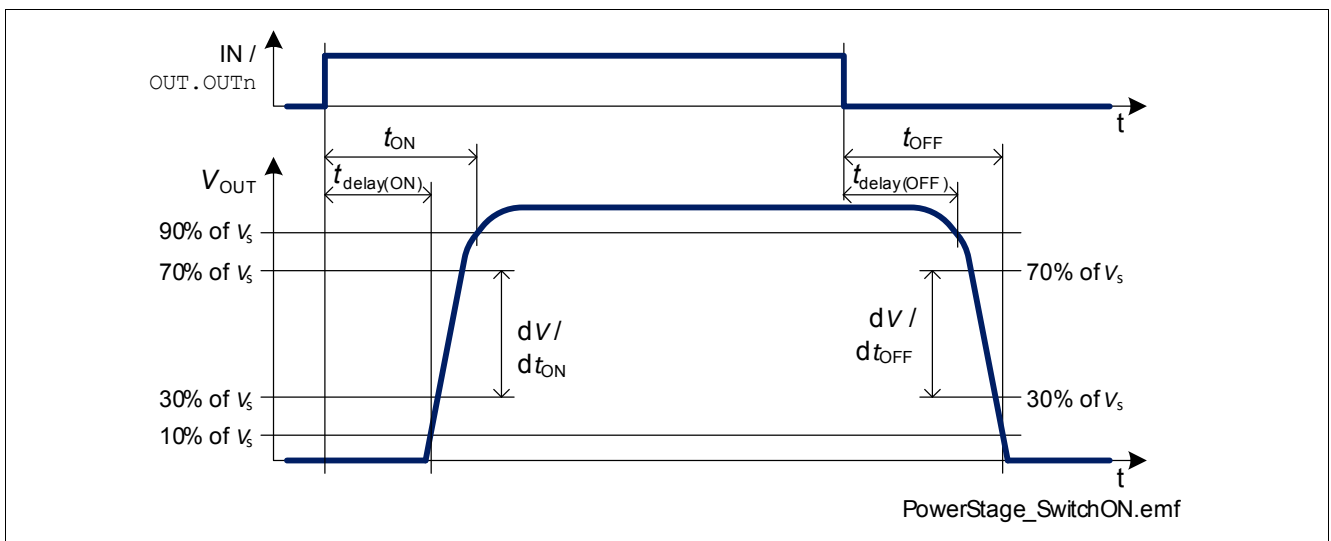 IN /
OUT.OUTn
t
tON
tOFF
VOUT
tdelay(ON)
tdelay(OFF)
90% of Vs
70% of Vs
70% of Vs
dV /
dtON
dV /
dtOFF
30% of Vs
30% of Vs
10% of Vs
t
PowerStage_SwitchON.emf